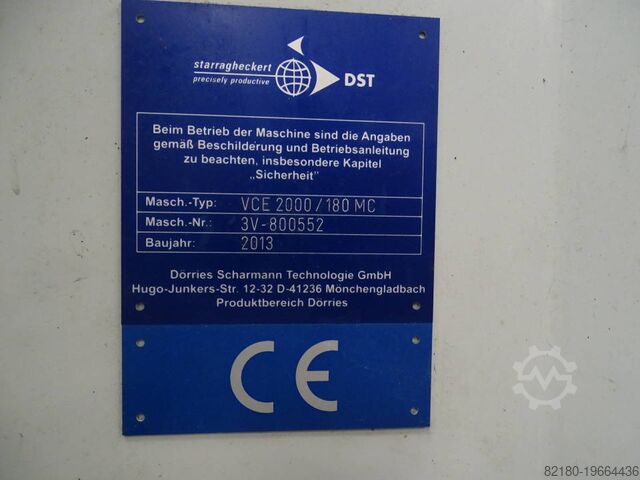 starragheckert
precisely productive
DST
Beim Betrieb der Maschine sind die Angaben
gemäß Beschilderung und Betriebsanleitung
zu beachten, insbesondere Kapitel
„Sicherheit"
Masch.-Typ: VCE 2000/180 MC
Masch.-Nr.: 3V-800552
Baujahr: 2013
Dörries Scharmann Technologie GmbH
Hugo-Junkers-Str. 12-32 D-41236 Mönchengladbach
Produktbereich Dörries
CE
82180-19664436